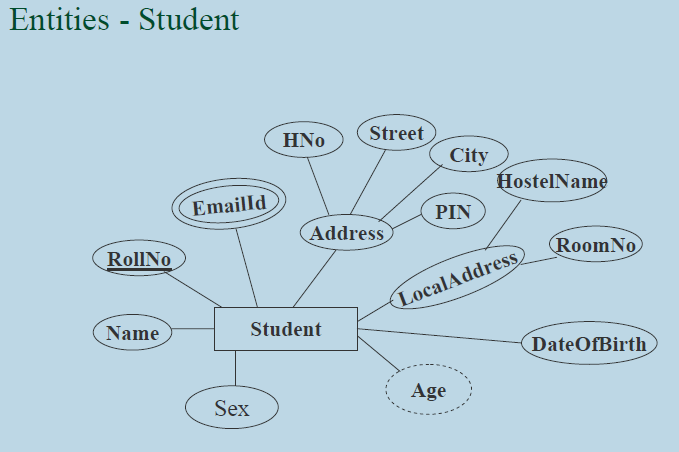 Entities - Student
HNo
Street
City
HostelName
EmailId
PIN
Address
RoomNo
RollNo
LocalAddress
Name
Student
DateOfBirth
Age
Sex